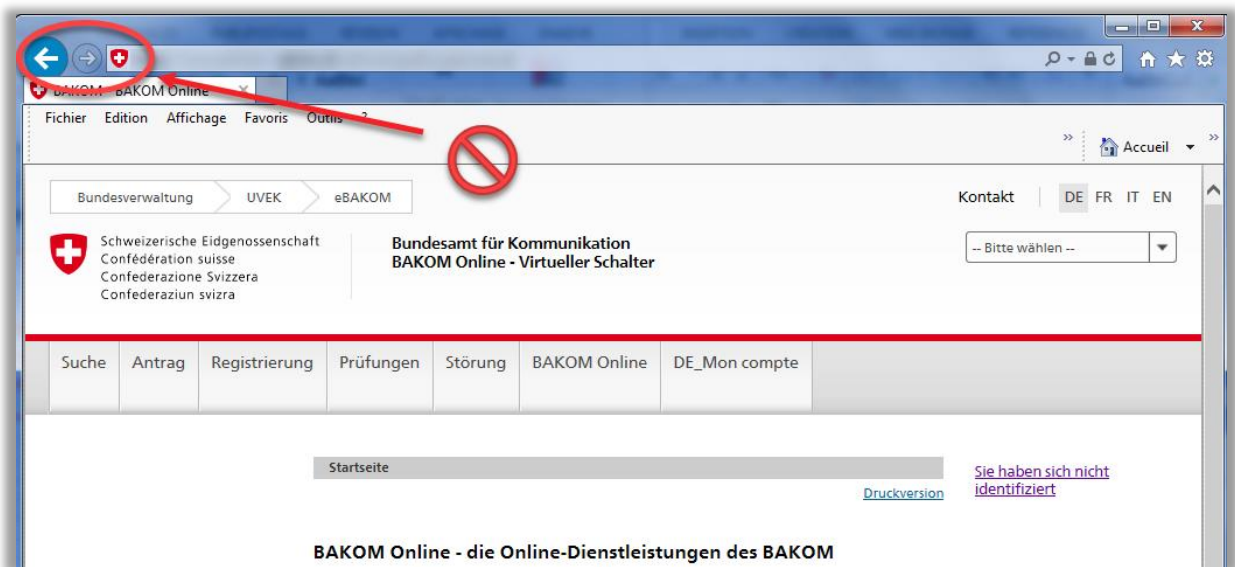 BAKOM - BAKOM Online
Fichier Edition Affichage Favoris Outils ?
Accueil
Bundesverwaltung UVEK eBAKOM
Kontakt DE FR IT EN
Schweizerische Eidgenossenschaft
Confédération suisse
Confederazione Svizzera
Confederaziun svizra
Bundesamt für Kommunikation
BAKOM Online - Virtueller Schalter
-- Bitte wählen --
Suche Antrag Registrierung Prüfungen Störung BAKOM Online DE_Mon compte
Startseite
Druckversion
Sie haben sich nicht
identifiziert
BAKOM Online - die Online-Dienstleistungen des BAKOM